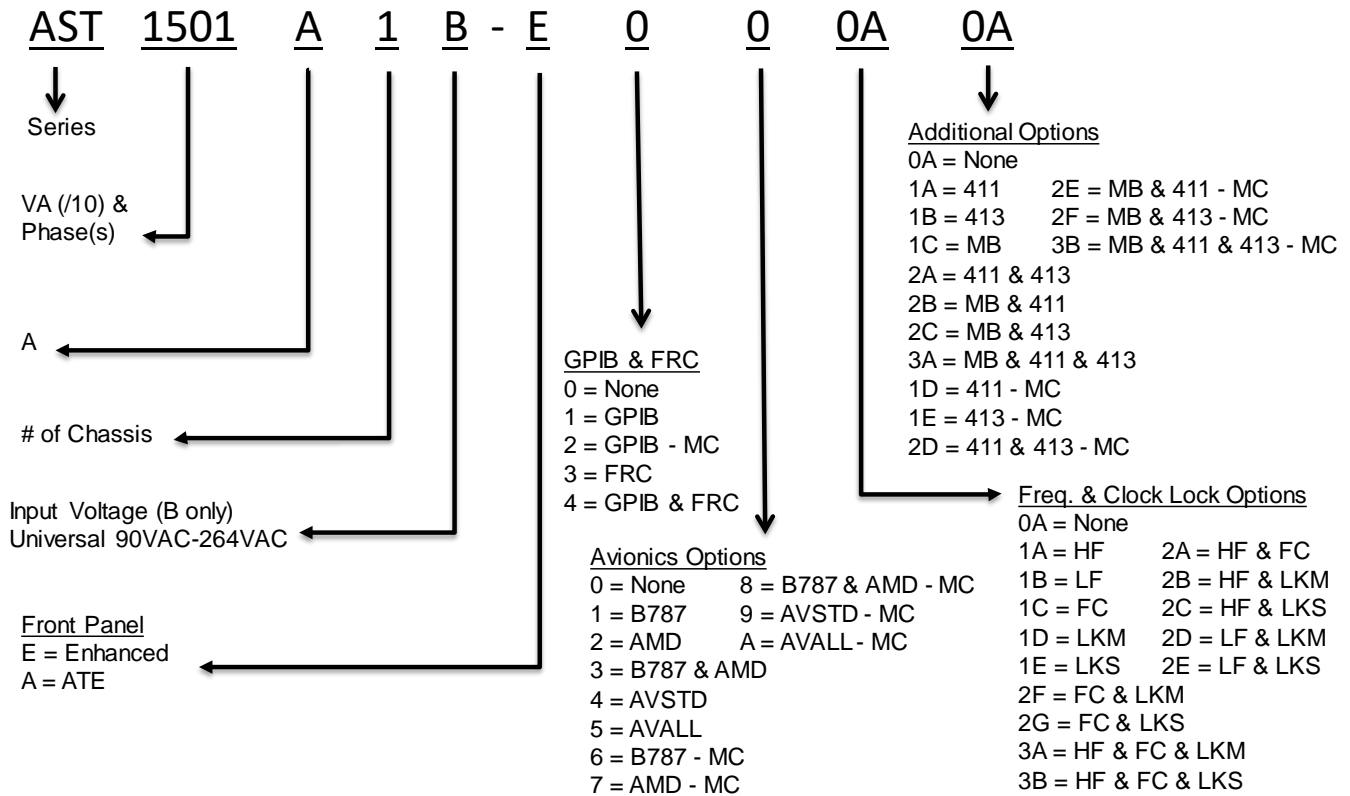 AST 1501 A 1 B - E 0 0 0A 0A
Series
VA (/10) &
Phase(s)
A
# of Chassis
Input Voltage (B only)
Universal 90VAC-264VAC
Front Panel
E = Enhanced
A = ATE
GPIB & FRC
0 = None
1 = GPIB
2 = GPIB - MC
3 = FRC
4 = GPIB & FRC
Avionics Options
0 = None 8 = B787 & AMD - MC
1 = B787 9 = AVSTD - MC
2 = AMD A = AVALL - MC
3 = B787 & AMD
4 = AVSTD
5 = AVALL
6 = B787 - MC
7 = AMD - MC
Additional Options
0A = None
1A = 411 2E = MB & 411 - MC
1B = 413 2F = MB & 413 - MC
1C = MB 3B = MB & 411 & 413 - MC
2A = 411 & 413
2B = MB & 411
2C = MB & 413
3A = MB & 411 & 413
1D = 411 - MC
1E = 413 - MC
2D = 411 & 413 - MC
Freq. & Clock Lock Options
0A = None
1A = HF 2A = HF & FC
1B = LF 2B = HF & LKM
1C = FC 2C = HF & LKS
1D = LKM 2D = LF & LKM
1E = LKS 2E = LF & LKS
2F = FC & LKM
2G = FC & LKS
3A = HF & FC & LKM
3B = HF & FC & LKS